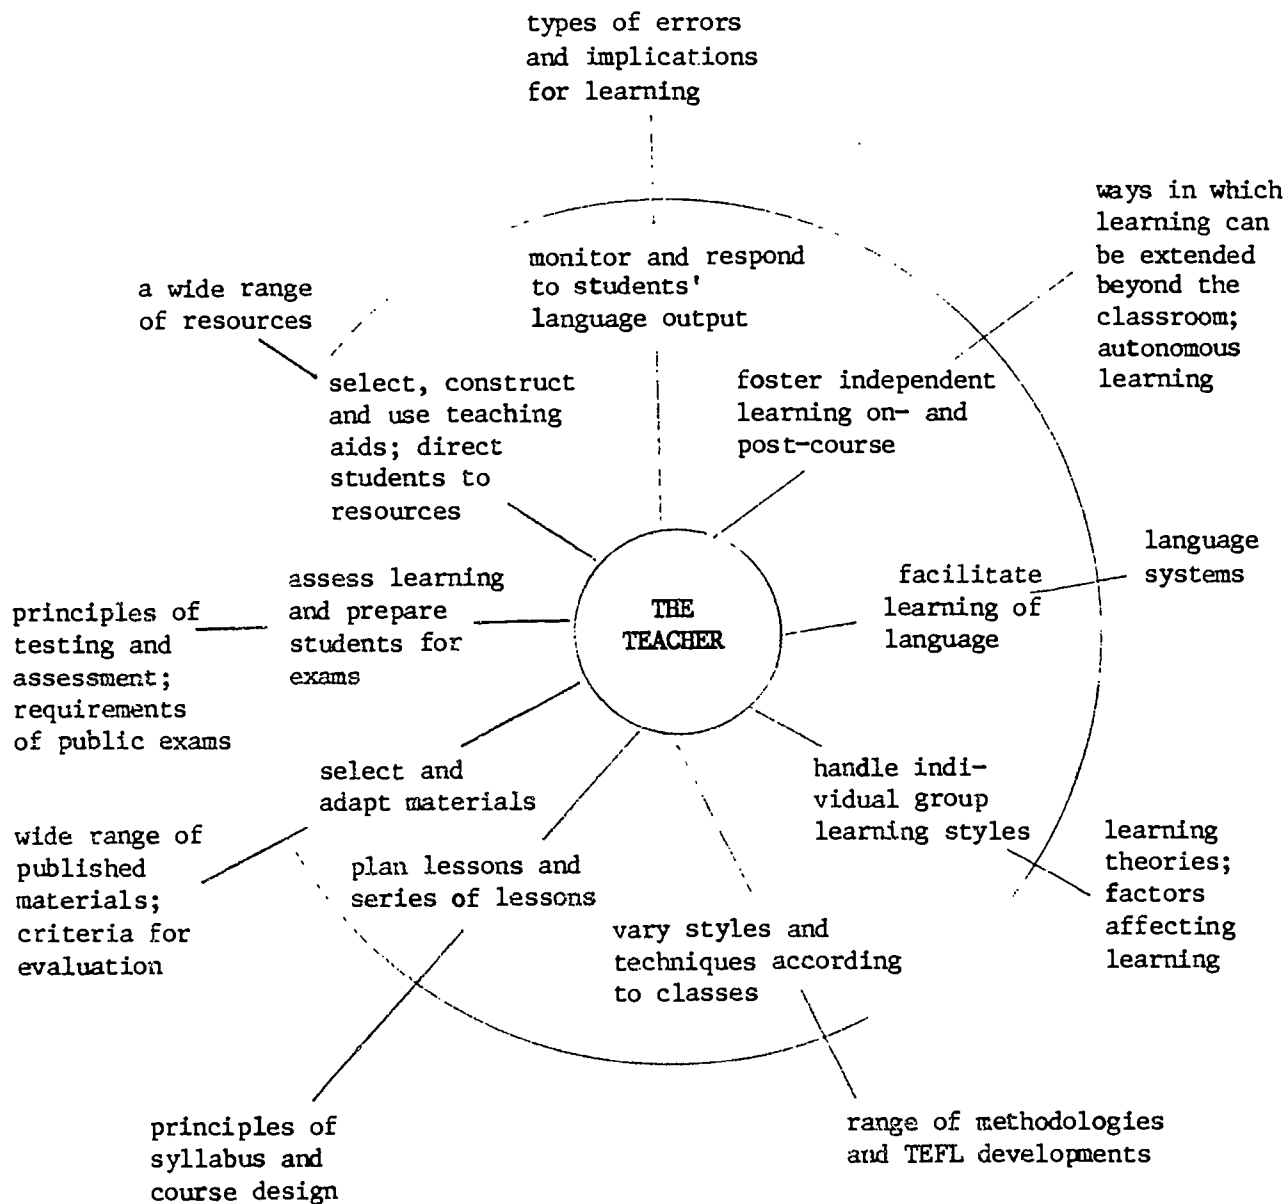 types of errors
and implications
for learning
ways in which
learning can
be extended
beyond the
classroom;
autonomous
learning
monitor and respond
to students'
language output
a wide range
of resources
select, construct
and use teaching
aids; direct
students to
resources
foster independent
learning on- and
post-course
language
systems
facilitate
learning of
language
THE
TEACHER
assess learning
and prepare
students for
exams
principles of
testing and
assessment;
requirements
of public exams
select and
adapt materials
handle indi-
vidual group
learning styles
wide range of
published
materials;
criteria for
evaluation
plan lessons and
series of lessons
learning
theories;
factors
affecting
learning
vary styles and
techniques according
to classes
principles of
syllabus and
course design
range of methodologies
and TEFL developments